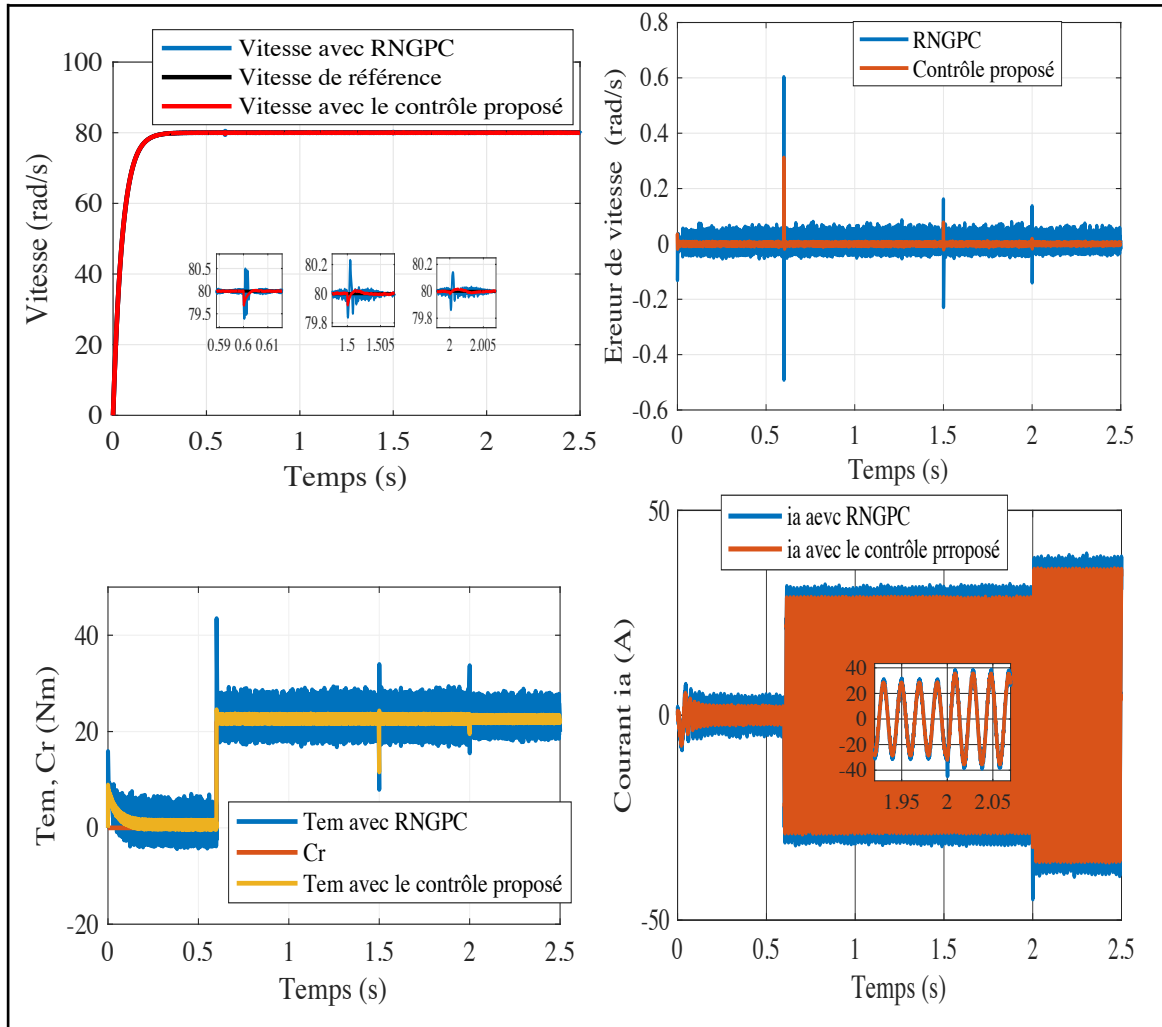 Vitesse avec RNGPC
Vitesse de référence
Vitesse avec le contrôle proposé
Vitesse (rad/s)
100
80
60
40
20
0
80.5
80
79.5
0.59 0.6 0.61
80.2
80
79.8
1.5 1.505
80.2
80
79.8
2 2.005
0 0.5 1 1.5 2 2.5
Temps (s)
RNGPC
Contrôle proposé
Ereur de vitesse (rad/s)
0.8
0.6
0.4
0.2
0
-0.2
-0.4
-0.6
0 0.5 1 1.5 2 2.5
Temps (s)
Tem, Cr (Nm)
40
20
0
-20
Tem avec RNGPC
Cr
Tem avec le contrôle proposé
0 0.5 1 1.5 2 2.5
Temps (s)
ia aevc RNGPC
ia avec le contrôle prroposé
Courant ia (A)
50
0
-50
40
20
0
-20
-40
1.95 2 2.05
0 0.5 1 1.5 2 2.5
Temps (s)